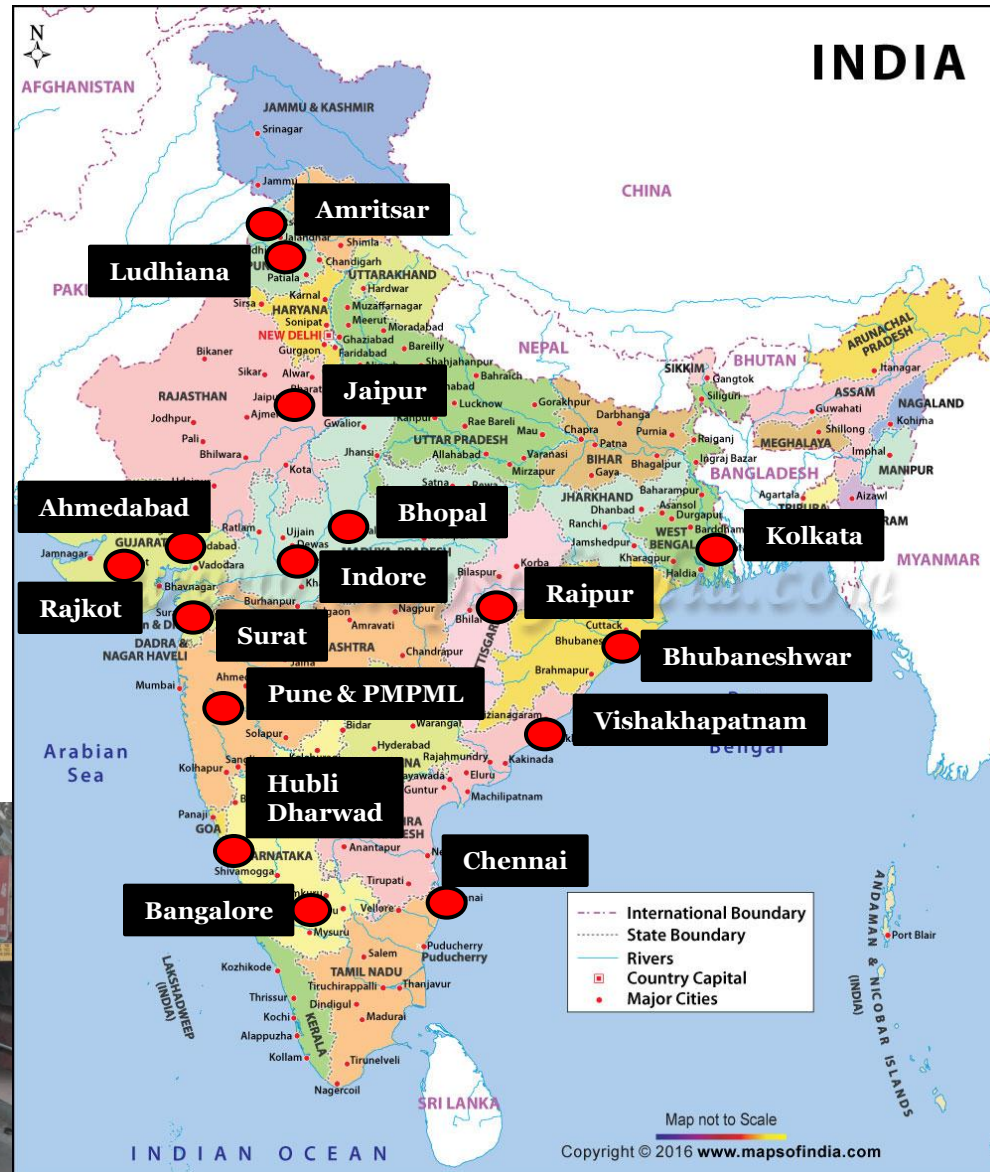 N
INDIA
AFGHANISTAN
JAMMU & KASHMIR
Srinagar
CHINA
Jammu
Amritsar
Shimla
Ludhiana
Chandigarh
Patiala
UTTARAKHAND
Hardwar
Karnal
Sirsa
HARYANA
Muzaffarnagar
Sonipat
Meerut
Moradabad
NEW DELHI
Ghaziabad
Gurgaon
Faridabad
Bareilly
NEPAL
Bikaner
Shahjahanpur
SIKKIM
BHUTAN
ARUNACHAL
PRADESH
Sikar
Alwar
Bahraich
Gangtok
Itanagar
Jaipur
RAJASTHAN
Lucknow
Gorakhpur
Siliguri
ASSAM
Guwahati
NAGALAND
Jodhpur
Gwalior
Rae Bareli
Darbhanga
Kohima
Pali
UTTAR PRADESH
Mau
Chapra
Purnia
Raiganj
Shillong
MEGHALAYA
Patna
Bhilwara
Jhansi
Allahabad
Varanasi
BIHAR
Imphal
Kota
Mirzapur
Gaya
Bhagalpur
Ingraj Bazar
BANGLADESH
MANIPUR
Satna
JHARKHAND
Baharampur
Agartala
Aizawl
Dhanbad
Asansol
Ahmedabad
Bhopal
Durgapur
Kolkata
Ratlam
Ujjain
Ranchi
WEST
BENGAL
GUJARAT
Dewas
Jamshedpur
Kharagpur
MYANMAR
Jamnagar
Vadodara
Indore
Korba
Haldia
Bilaspur
Bhavnagar
Raipur
Rajkot
Burhanpur
Nagpur
Surat
Amravati
Cuttack
DADRA &
NAGAR HAVELI
Chandrapur
Bhubaneshwar
Mumbai
Brahmapur
Pune & PMPML
Vishakhapatnam
Bidar
Warangal
Solapur
Arabian
Sea
Hyderabad
Bengal
Rajahmundry
Kakinada
Kolhapur
Eluru
Guntur
Machilipatnam
Hubli
Dharwad
Panaji
GOA
Anantapur
Chennai
Shivamogga
Tirupati
Bangalore
Vellore
Mysuru
Puducherry
Puducherry
Salem
Kozhikode
TAMIL NADU
Tiruchirappalli
Thanjavur
Thrissur
Dindigul
Kochi
Madurai
KERALA
Alappuzha
Kollam
Tirunelveli
Nagercoil
LAKSHADWEEP
(INDIA)
SRI LANKA
International Boundary
State Boundary
Rivers
Country Capital
Major Cities
ANDAMAN & NICOBAR ISLANDS
(INDIA)
Port Blair
Map not to Scale
INDIAN OCEAN
Copyright © 2016 www.mapsofindia.com